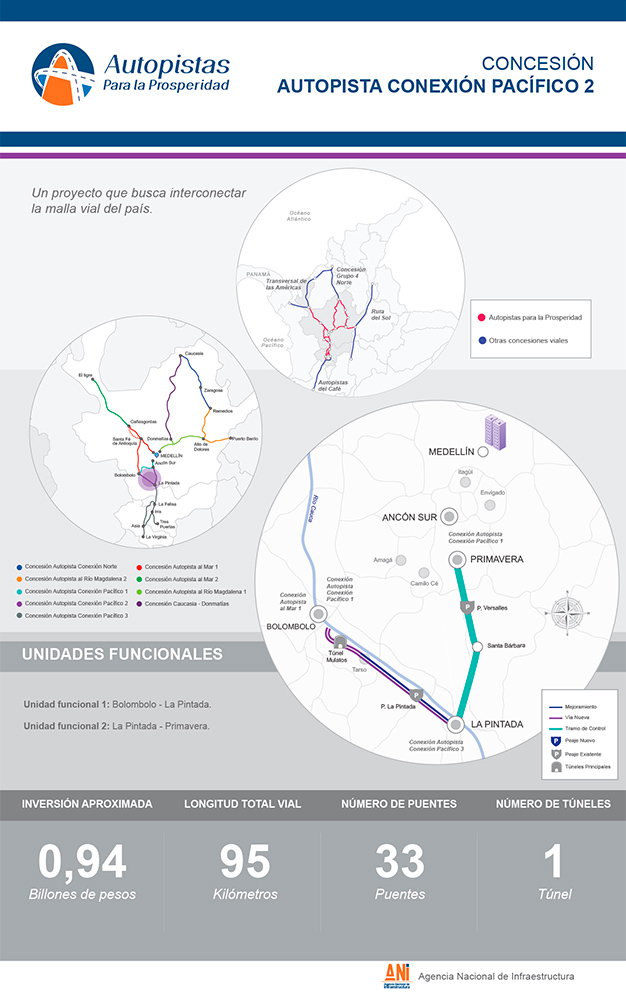 Autopistas
Para la Prosperidad
CONCESIÓN
AUTOPISTA CONEXIÓN PACÍFICO 2
Un proyecto que busca interconectar
la malla vial del país.
Océano
Atlántico
PANAMÁ
Transversal de
las Américas
Concesión
Grupo 4
Norte
Ruta
del Sol
Océano
Pacífico
Autopistas
del Café
Autopistas para la Prosperidad
Otras concesiones viales
Caucasia
El tigre
Zaragoza
Remedios
Cañasgordas
Santa Fé
de Antioquia
Donmatías
Alto de
Dolores
Puerto Berrío
MEDELLÍN
Ancón Sur
Bolombolo
La Pintada
La Felisa
Irra
Tres
Puertas
Asia
La Virginia
Concesión Autopista Conexión Norte
Concesión Autopista al Río Magdalena 2
Concesión Autopista Conexión Pacífico 1
Concesión Autopista Conexión Pacífico 2
Concesión Autopista Conexión Pacífico 3
Concesión Autopista al Mar 1
Concesión Autopista al Mar 2
Concesión Autopista al Río Magdalena 1
Concesión Caucasia - Donmatías
MEDELLÍN
Itagüí
Envigado
Río Cauca
ANCÓN SUR
Conexión Autopista
Conexión Pacífico 1
PRIMAVERA
Amagá
Camilo Cé
Conexión
Autopista
al Mar 1
Conexión
Autopista
Conexión
Pacífico 1
P. Versalles
BOLOMBOLO
Santa Bárbara
Túnel
Mulatos
Tarso
P. La Pintada
LA PINTADA
Conexión Autopista
Conexión Pacífico 3
Mejoramiento
Vía Nueva
Tramo de Control
Peaje Nuevo
Peaje Existente
Túneles Principales
UNIDADES FUNCIONALES
Unidad funcional 1: Bolombolo - La Pintada.
Unidad funcional 2: La Pintada - Primavera.
INVERSIÓN APROXIMADA
0,94
Billones de pesos
LONGITUD TOTAL VIAL
95
Kilómetros
NÚMERO DE PUENTES
33
Puentes
NÚMERO DE TÚNELES
1
Túnel
ANI
Agencia Nacional de Infraestructura